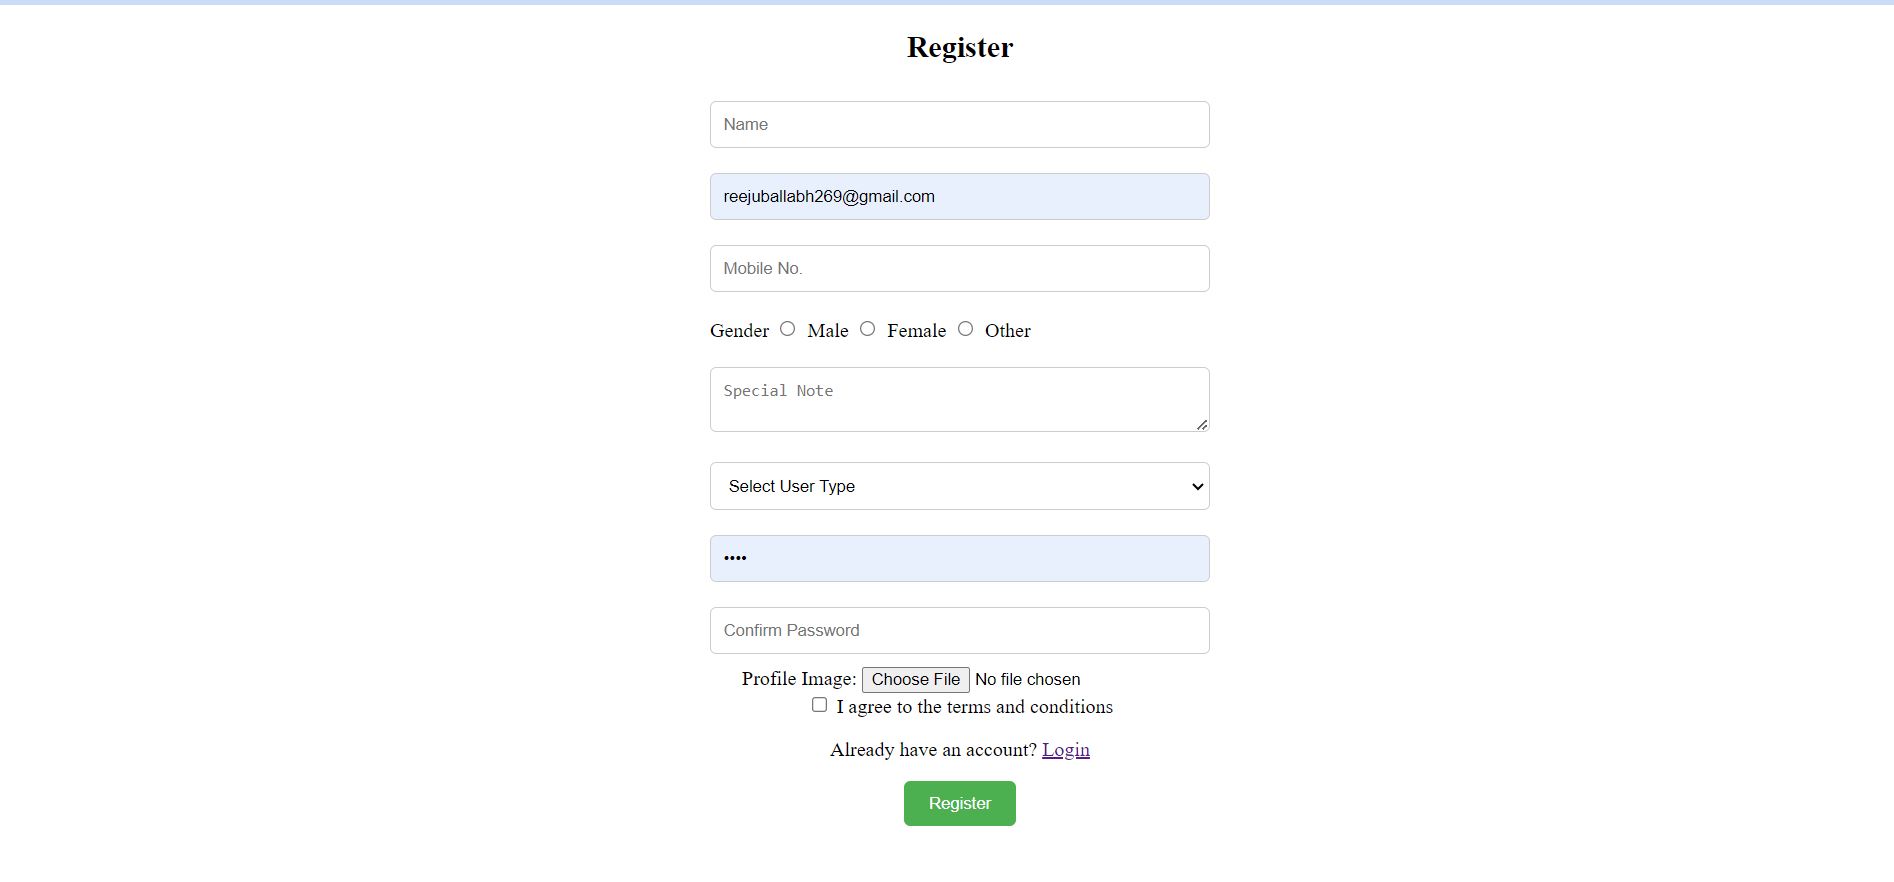 Register
Name
reejuballabh269@gmail.com
Mobile No.
Gender Male Female Other
Special Note
Select User Type
••••
Confirm Password
Profile Image: Choose File No file chosen
I agree to the terms and conditions
Already have an account? Login
Register